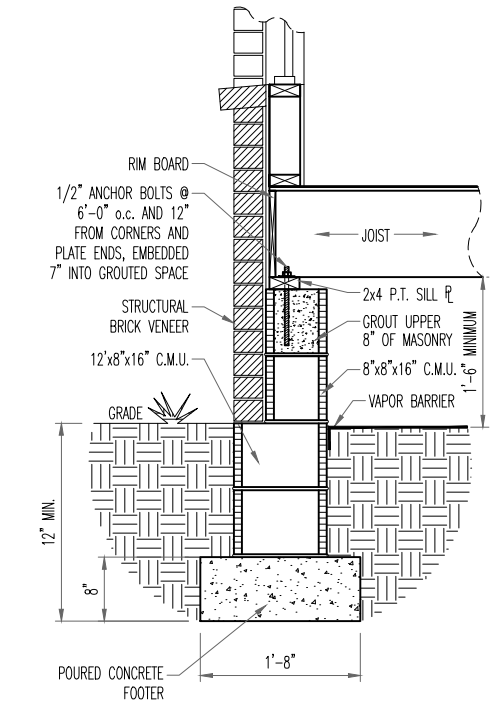 RIM BOARD
1/2" ANCHOR BOLTS @
6'-0" o.c. AND 12"
FROM CORNERS AND
PLATE ENDS, EMBEDDED
7" INTO GROUTED SPACE
JOIST
2x4 P.T. SILL ⅊
STRUCTURAL
BRICK VENEER
GROUT UPPER
8" OF MASONRY
12'x8"x16" C.M.U.
8"x8"x16" C.M.U.
1'-6" MINIMUM
VAPOR BARRIER
GRADE
12" MIN.
8"
1'-8"
POURED CONCRETE
FOOTER